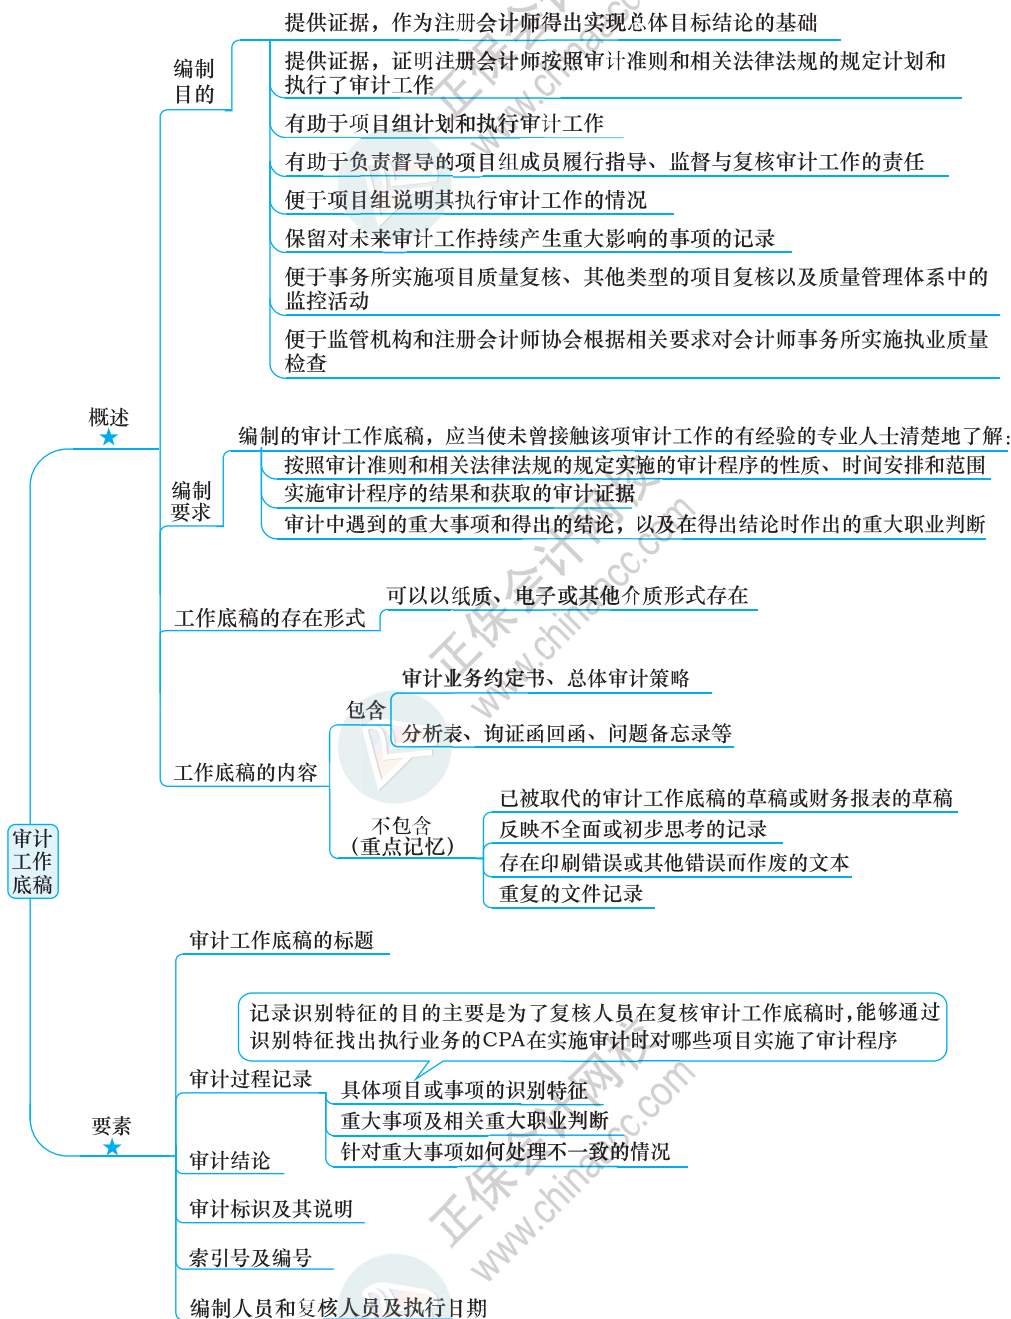 提供证据，作为注册会计师得出实现总体目标结论的基础
编制
目的
提供证据，证明注册会计师按照审计准则和相关法律法规的规定计划和
执行了审计工作
有助于项目组计划和执行审计工作
有助于负责督导的项目组成员履行指导、监督与复核审计工作的责任
便于项目组说明其执行审计工作的情况
保留对未来审计工作持续产生重大影响的事项的记录
便于事务所实施项目质量复核、其他类型的项目复核以及质量管理体系中的
监控活动
便于监管机构和注册会计师协会根据相关要求对会计师事务所实施执业质量
检查
概述
编制的审计工作底稿，应当使未曾接触该项审计工作的有经验的专业人士清楚地了解：
按照审计准则和相关法律法规的规定实施的审计程序的性质、时间安排和范围
编制
要求
实施审计程序的结果和获取的审计证据
审计中遇到的重大事项和得出的结论，以及在得出结论时作出的重大职业判断
工作底稿的存在形式
可以以纸质、电子或其他介质形式存在
审计业务约定书、总体审计策略
包含
分析表、询证函回函、问题备忘录等
工作底稿的内容
不包含
（重点记忆）
已被取代的审计工作底稿的草稿或财务报表的草稿
反映不全面或初步思考的记录
存在印刷错误或其他错误而作废的文本
重复的文件记录
审计
工作
底稿
审计工作底稿的标题
记录识别特征的目的主要是为了复核人员在复核审计工作底稿时，能够通过
识别特征找出执行业务的CPA在实施审计时对哪些项目实施了审计程序
审计过程记录
具体项目或事项的识别特征
重大事项及相关重大职业判断
针对重大事项如何处理不一致的情况
要素
审计结论
审计标识及其说明
索引号及编号
编制人员和复核人员及执行日期
正保会计网校
www.chinaacc.com
正保会计网校
www.chinaacc.com
正保会计网校
www.chinaacc.com